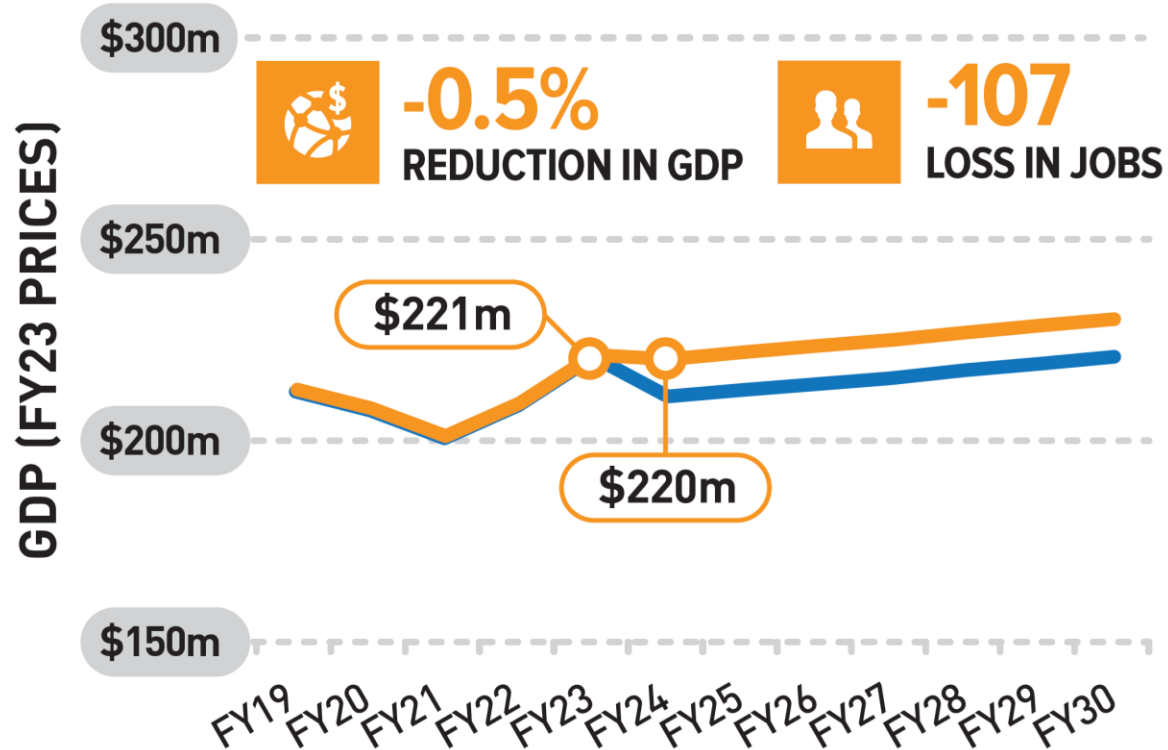 $300m
-0.5%
REDUCTION IN GDP
$
-107
LOSS IN JOBS
$250m
$221m
GDP (FY23 PRICES)
$200m
$220m
$150m
FY19
FY20
FY21
FY22
FY23
FY24
FY25
FY26
FY27
FY28
FY29
FY30